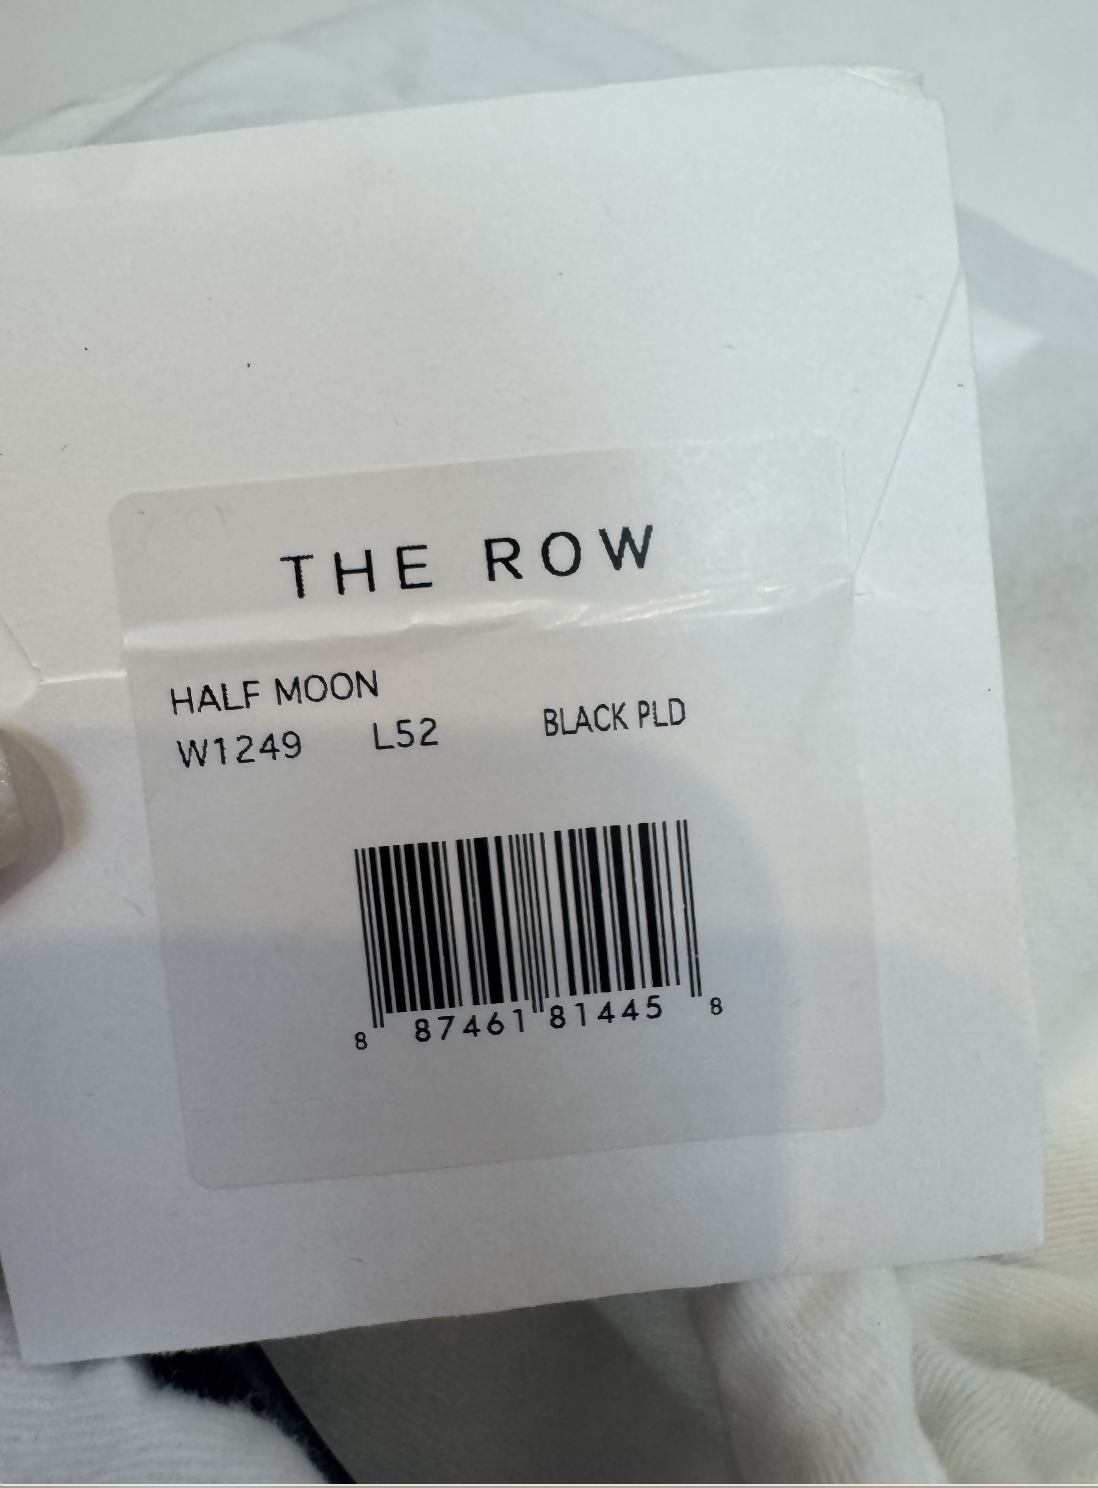 THE ROW
HALF MOON
W1249 L52 BLACK PLD
8 87461 81445 8